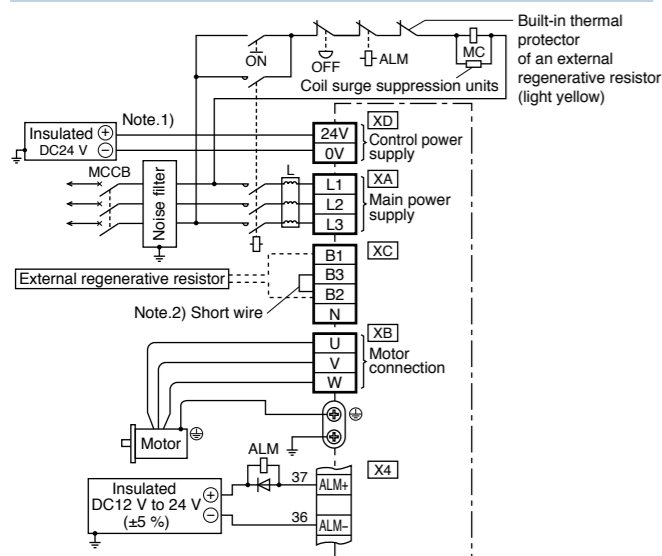 Built-in thermal
protector
of an external
regenerative resistor
(light yellow)
ON
OFF
ALM
MC
Coil surge suppression units
Note.1)
Insulated
DC24 V
24V
0V
XD
Control power
supply
MCCB
Noise filter
L
L1
L2
L3
XA
Main power
supply
External regenerative resistor
B1
B3
B2
N
XC
Note.2) Short wire
U
V
W
XB
Motor
connection
Motor
ALM
Insulated
DC12 V to 24 V
(±5 %)
37
ALM+
36
ALM−
X4